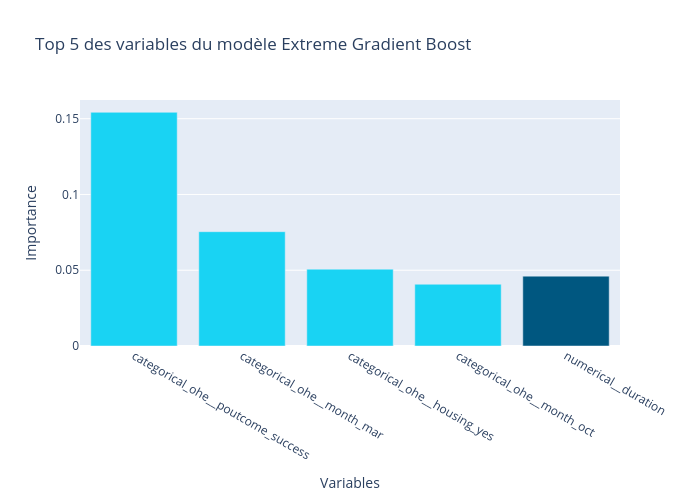 Top 5 des variables du modèle Extreme Gradient Boost
Importance
0.15
0.1
0.05
0
categorical_ohe__poutcome_success
categorical_ohe__month_mar
categorical_ohe__housing_yes
categorical_ohe__month_oct
numerical__duration
Variables